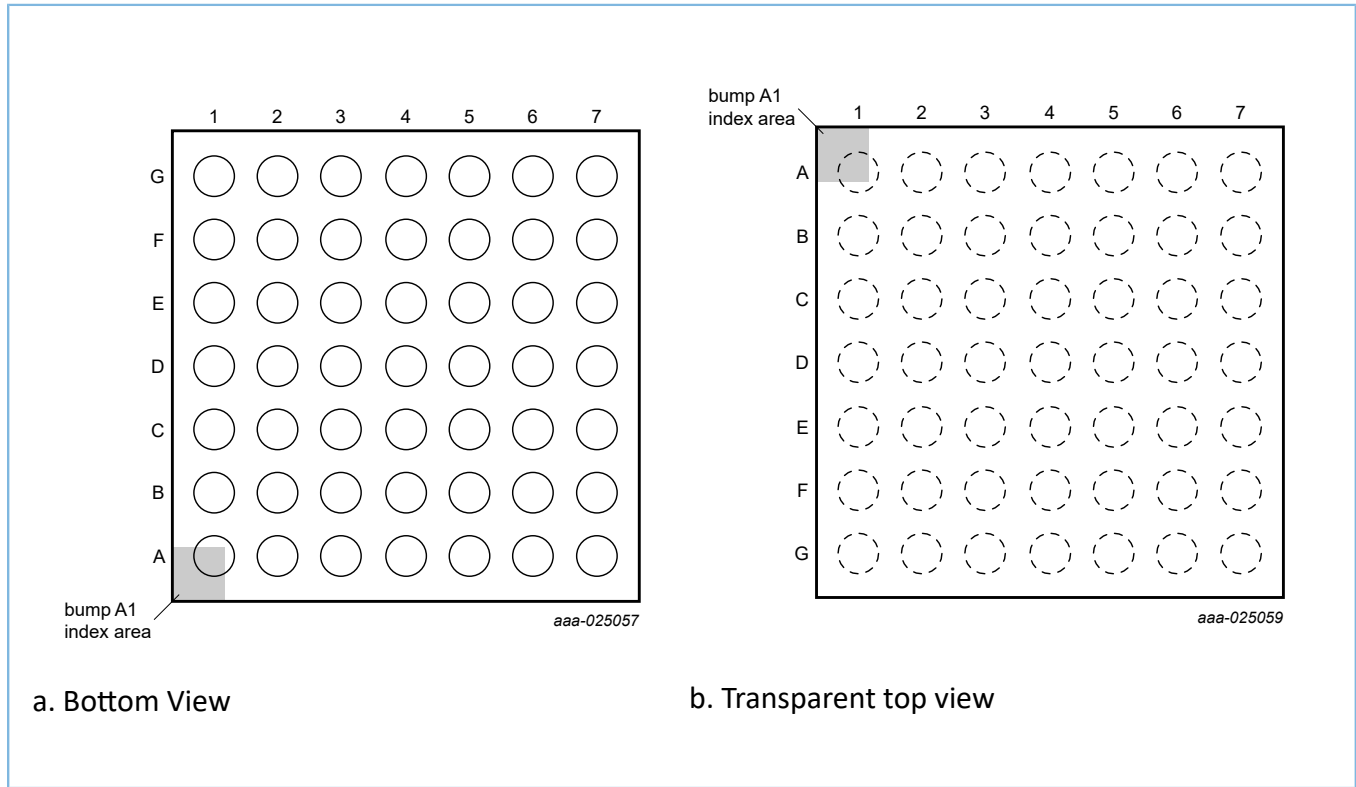 1 2 3 4 5 6 7
G
F
E
D
C
B
A
bump A1
index area
aaa-025057
a. Bottom View
bump A1
index area
1 2 3 4 5 6 7
A
B
C
D
E
F
G
aaa-025059
b. Transparent top view